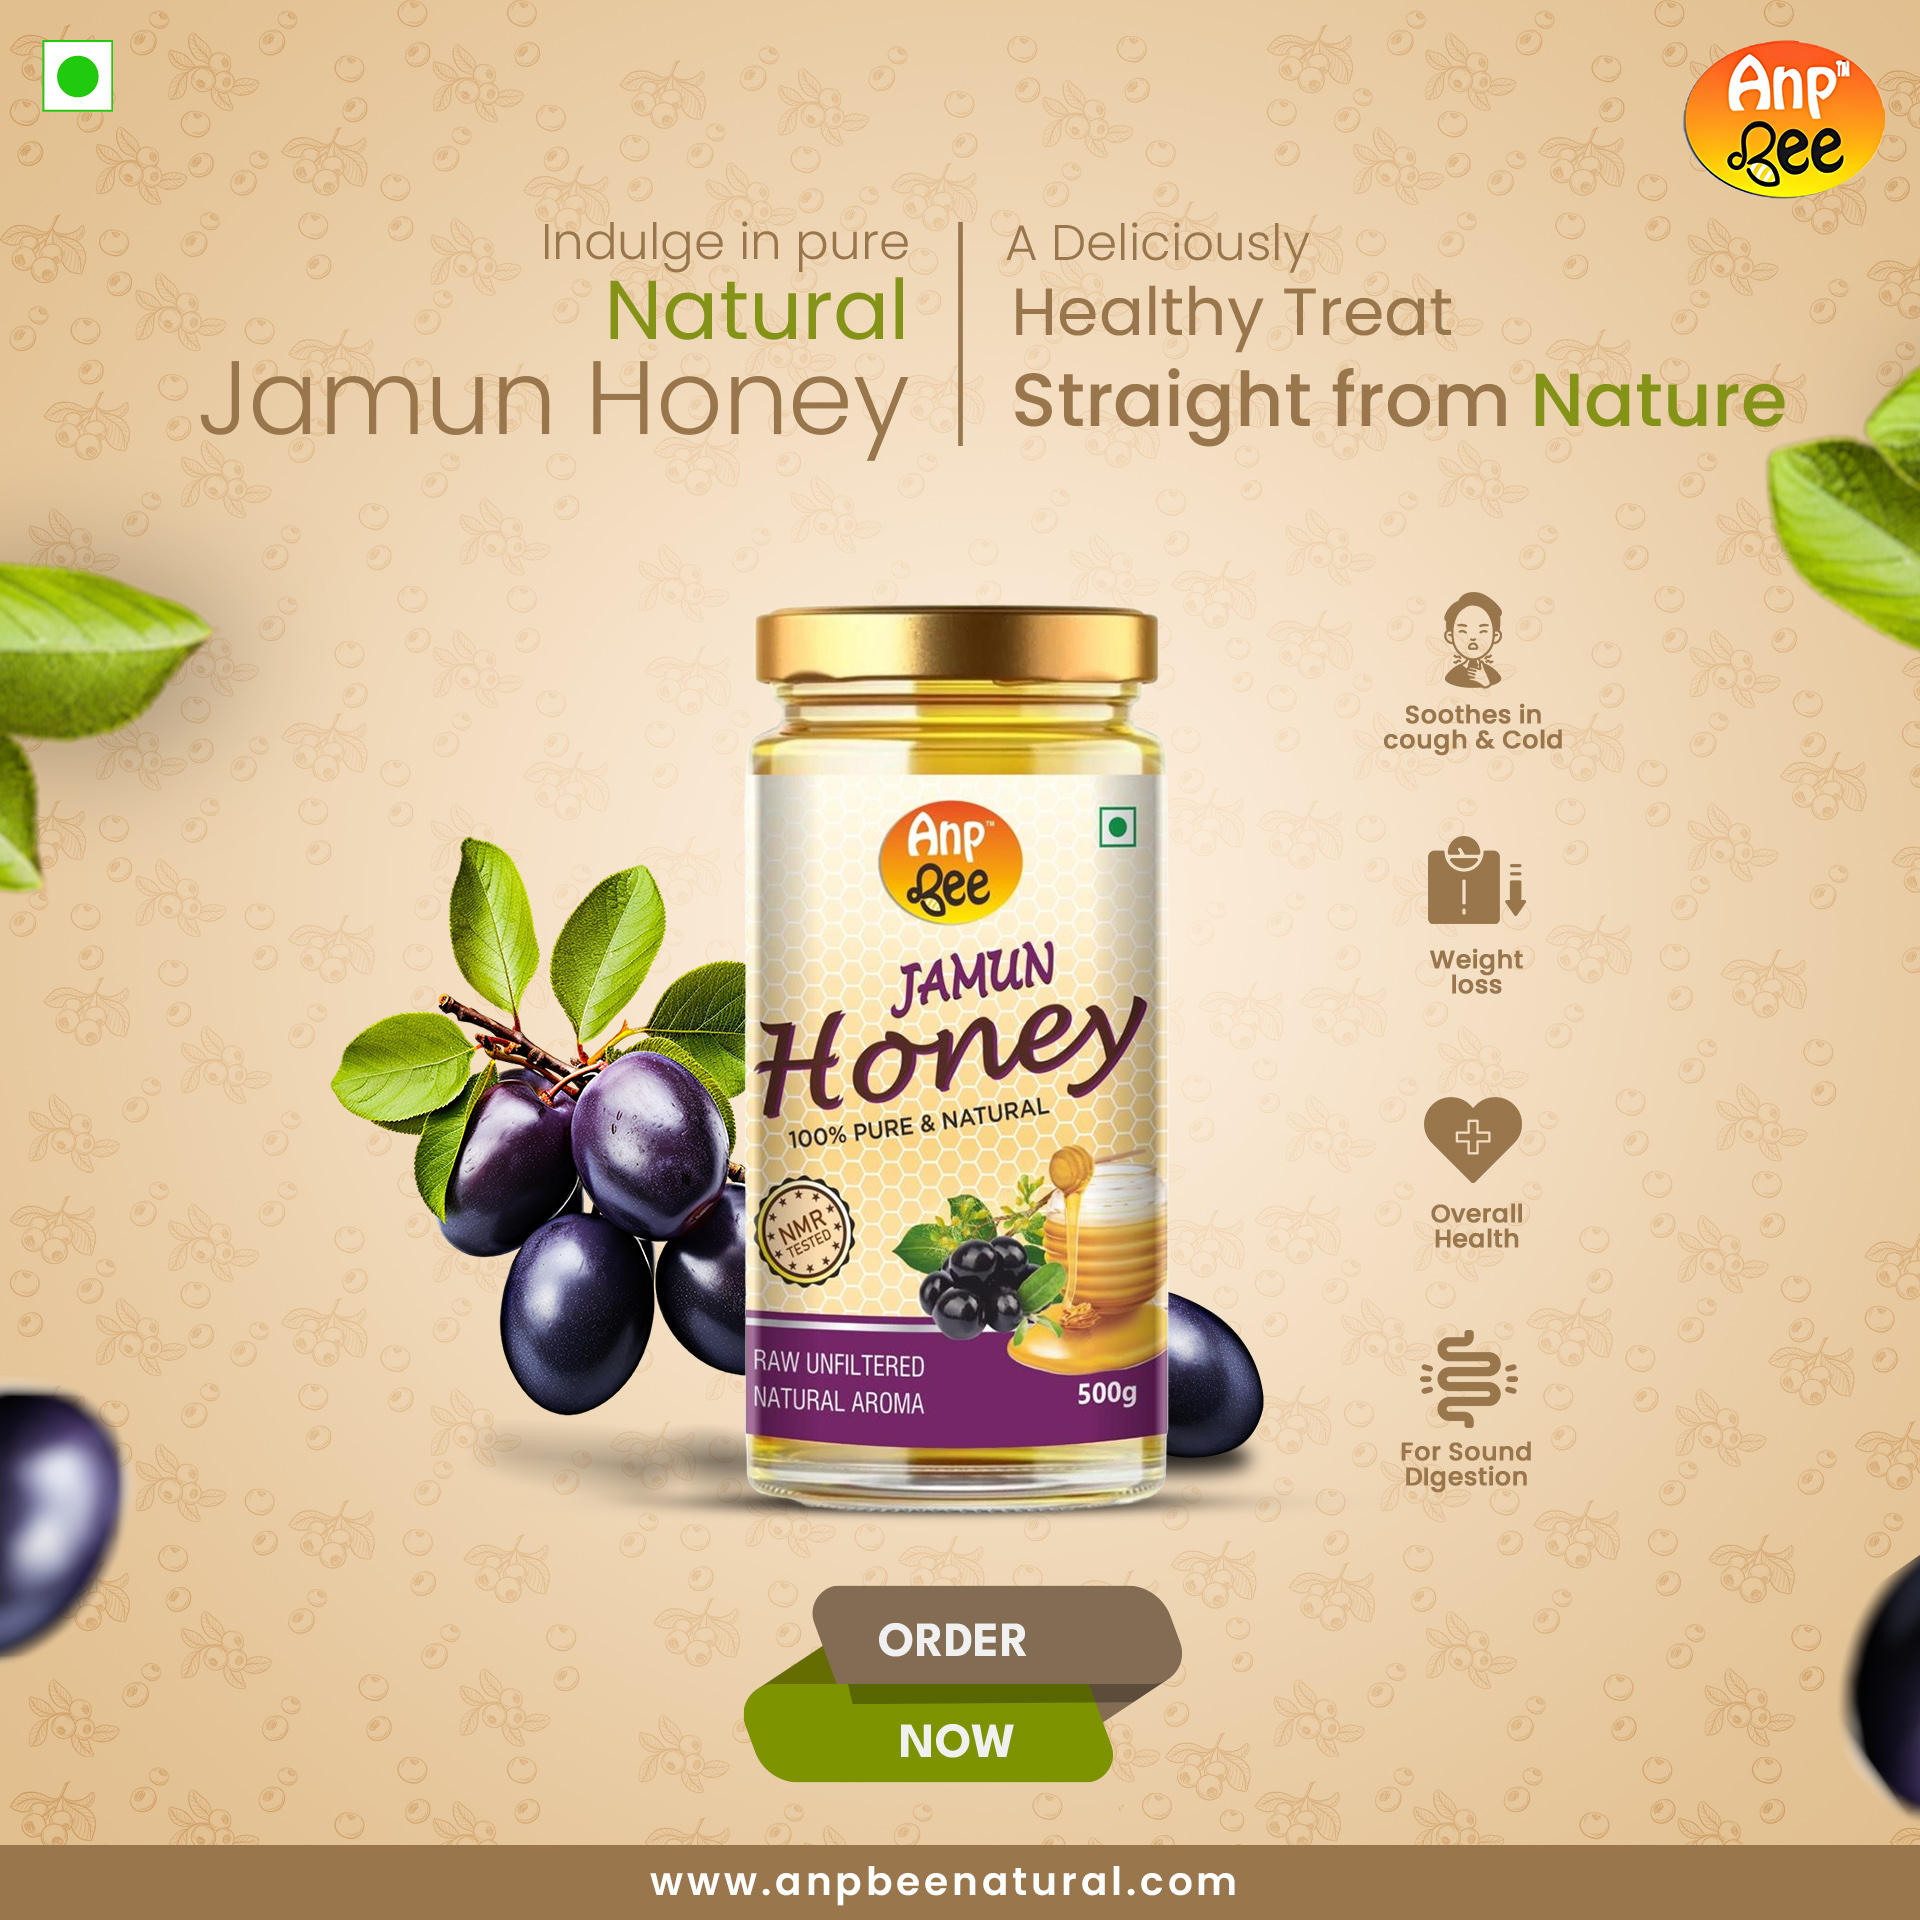 Anp™
Bee
Indulge in pure
Natural
Jamun Honey
A Deliciously
Healthy Treat
Straight from Nature
Soothes in
cough & Cold
Weight
loss
Overall
Health
For Sound
DIgestion
Anp™
Bee
JAMUN
Honey
100% PURE & NATURAL
NMR
TESTED
RAW UNFILTERED
NATURAL AROMA
500g
ORDER
NOW
www.anpbeenatural.com